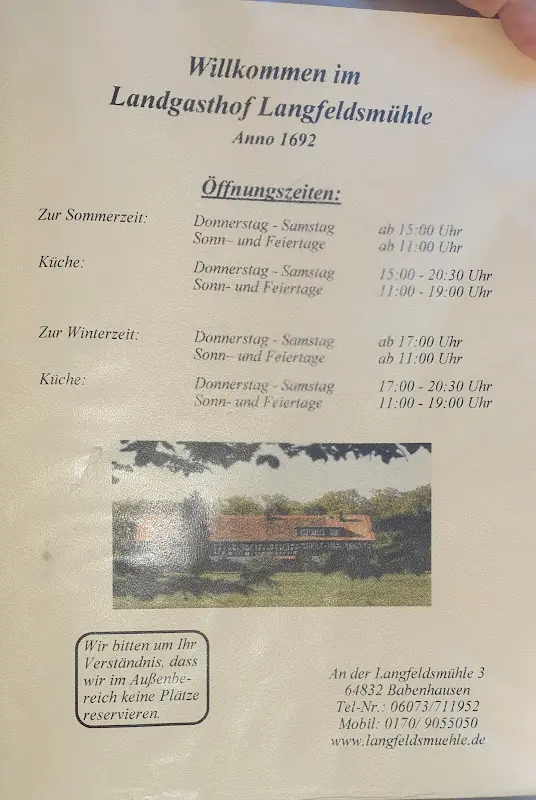 Willkommen im
Landgasthof Langfeldsmühle
Anno 1692
Öffnungszeiten:
Zur Sommerzeit: Donnerstag - Samstag ab 15:00 Uhr
Sonn– und Feiertage ab 11:00 Uhr
Küche: Donnerstag - Samstag 15:00 - 20:30 Uhr
Sonn- und Feiertage 11:00 - 19:00 Uhr
Zur Winterzeit: Donnerstag - Samstag ab 17:00 Uhr
Sonn– und Feiertage ab 11:00 Uhr
Küche: Donnerstag - Samstag 17:00 - 20:30 Uhr
Sonn- und Feiertage 11:00 - 19:00 Uhr
Wir bitten um Ihr
Verständnis, dass
wir im Außenbe-
reich keine Plätze
reservieren.
An der Langfeldsmühle 3
64832 Babenhausen
Tel-Nr.: 06073/711952
Mobil: 0170/ 9055050
www.langfeldsmuehle.de